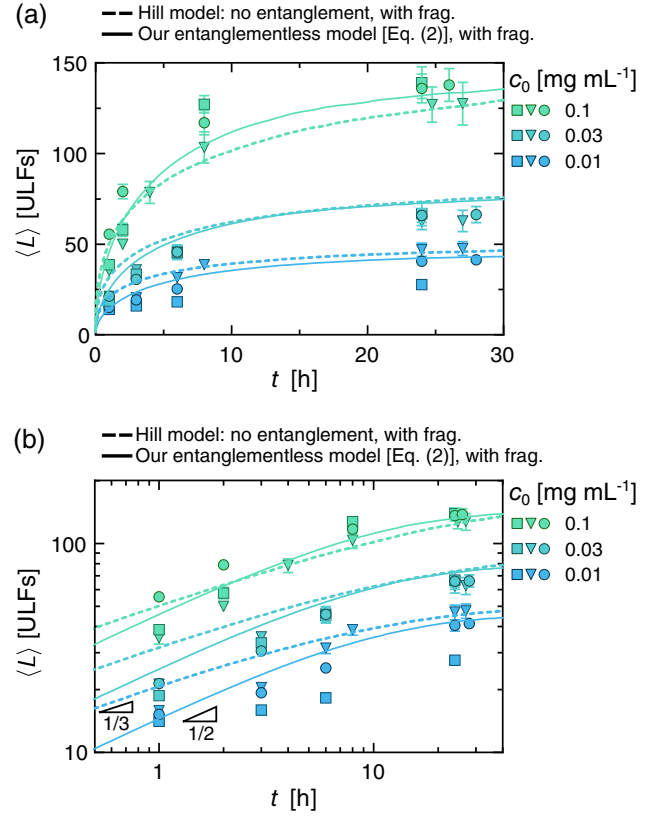 (a)
Hill model: no entanglement, with frag.
Our entanglementless model [Eq. (2)], with frag.
150
100
50
0
⟨L⟩ [ULFs]
0 10 20 30
t [h]
c₀ [mg mL⁻¹]
0.1
0.03
0.01
(b)
Hill model: no entanglement, with frag.
Our entanglementless model [Eq. (2)], with frag.
100
10
⟨L⟩ [ULFs]
1/3
1/2
1 10
t [h]
c₀ [mg mL⁻¹]
0.1
0.03
0.01